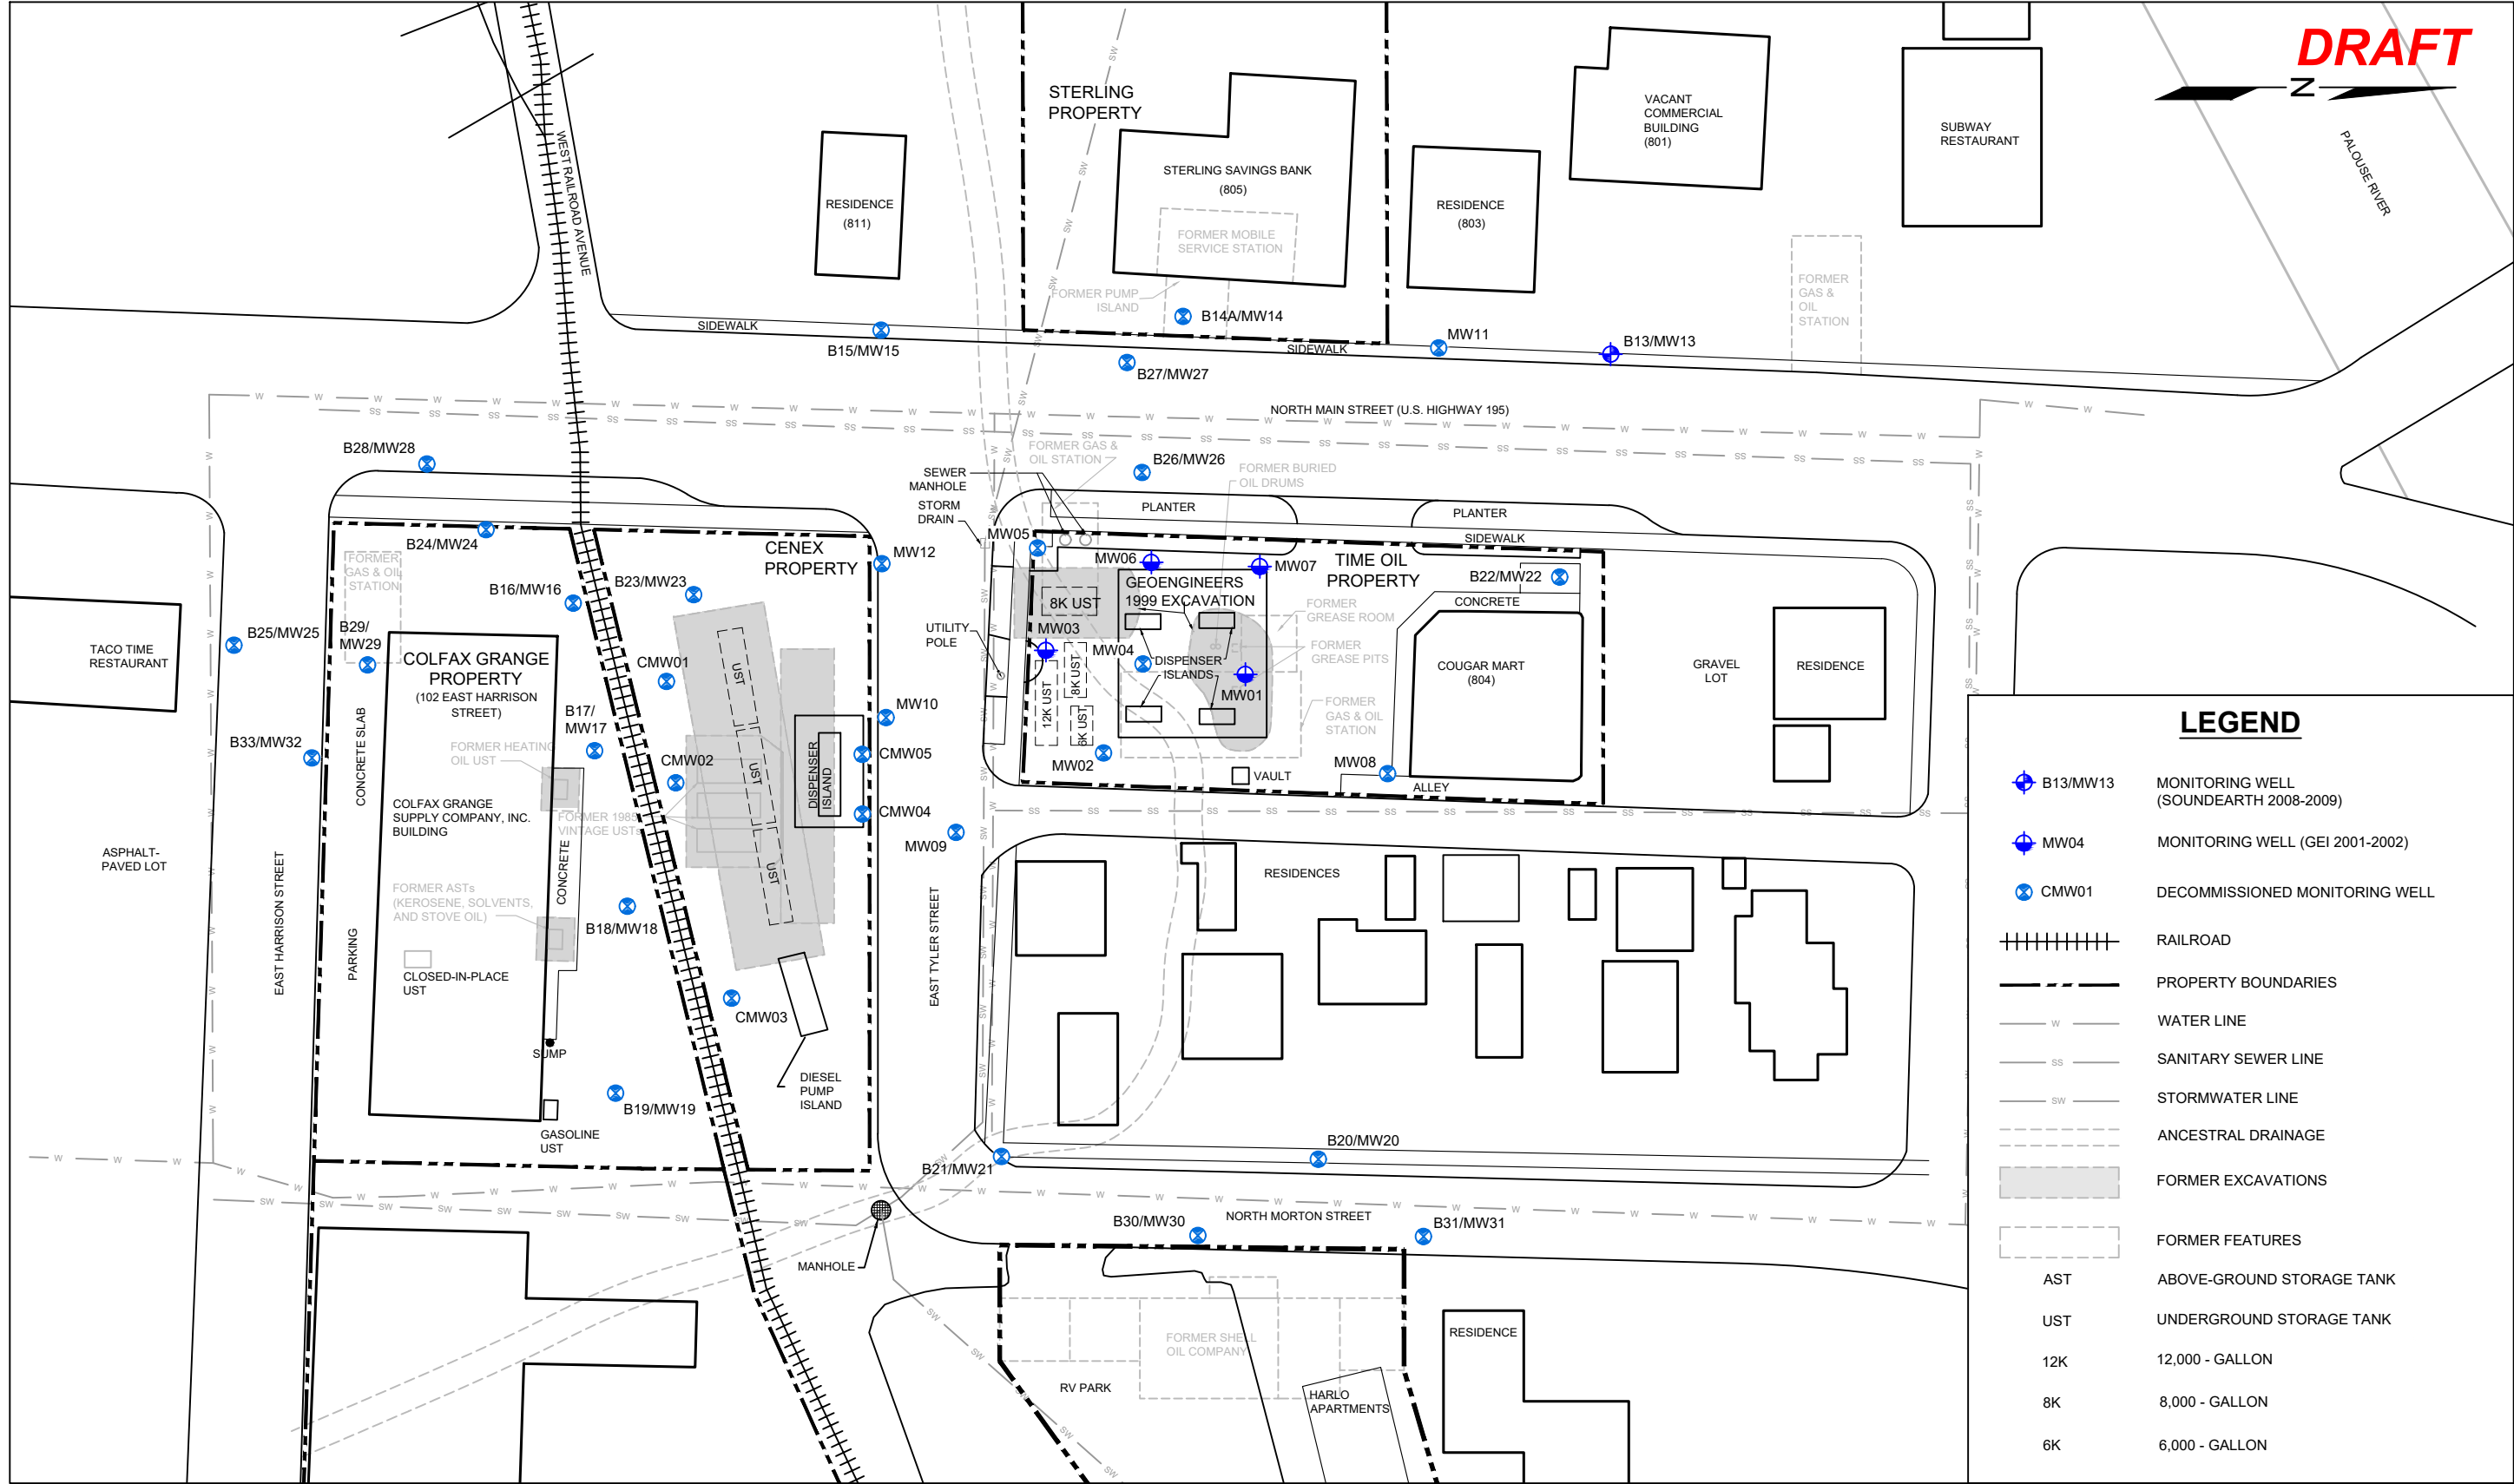 DRAFT
N
STERLING
PROPERTY
VACANT
COMMERCIAL
BUILDING
(801)
SUBWAY
RESTAURANT
PALOUSE RIVER
WEST RAILROAD AVENUE
RESIDENCE
(811)
STERLING SAVINGS BANK
(805)
RESIDENCE
(803)
FORMER MOBILE
SERVICE STATION
FORMER PUMP
ISLAND
FORMER
GAS &
OIL
STATION
SIDEWALK
B15/MW15
B14A/MW14
SIDEWALK
MW11
B13/MW13
B27/MW27
NORTH MAIN STREET (U.S. HIGHWAY 195)
B28/MW28
SEWER
MANHOLE
FORMER GAS &
OIL STATION
B26/MW26
FORMER BURIED
OIL DRUMS
STORM
DRAIN
PLANTER
PLANTER
SIDEWALK
B24/MW24
CENEX
PROPERTY
MW12
MW05
MW06
MW07
TIME OIL
PROPERTY
B22/MW22
FORMER
GAS & OIL
STATION
B16/MW16
B23/MW23
GEOENGINEERS
1999 EXCAVATION
8K UST
CONCRETE
FORMER
GREASE ROOM
TACO TIME
RESTAURANT
B25/MW25
B29/
MW29
COLFAX GRANGE
PROPERTY
(102 EAST HARRISON
STREET)
CMW01
UST
UTILITY
POLE
MW03
MW04
DISPENSER
ISLANDS
FORMER
GREASE PITS
COUGAR MART
(804)
GRAVEL
LOT
RESIDENCE
MW01
12K UST
8K UST
6K UST
FORMER
GAS & OIL
STATION
B17/
MW17
MW10
B33/MW32
CONCRETE SLAB
FORMER HEATING
OIL UST
CMW02
UST
DISPENSER
ISLAND
CMW05
MW02
VAULT
MW08
ALLEY
COLFAX GRANGE
SUPPLY COMPANY, INC.
BUILDING
FORMER 1985
VINTAGE USTs
CMW04
MW09
ASPHALT-
PAVED LOT
EAST HARRISON STREET
PARKING
FORMER ASTs
(KEROSENE, SOLVENTS,
AND STOVE OIL)
CONCRETE
B18/MW18
UST
EAST TYLER STREET
RESIDENCES
CLOSED-IN-PLACE
UST
CMW03
SUMP
DIESEL
PUMP
ISLAND
B19/MW19
GASOLINE
UST
B21/MW21
B20/MW20
MANHOLE
B30/MW30
NORTH MORTON STREET
B31/MW31
FORMER SHELL
OIL COMPANY
RESIDENCE
RV PARK
HARLO
APARTMENTS
LEGEND
B13/MW13 MONITORING WELL
(SOUNDEARTH 2008-2009)
MW04 MONITORING WELL (GEI 2001-2002)
CMW01 DECOMMISSIONED MONITORING WELL
RAILROAD
PROPERTY BOUNDARIES
W WATER LINE
SS SANITARY SEWER LINE
SW STORMWATER LINE
ANCESTRAL DRAINAGE
FORMER EXCAVATIONS
FORMER FEATURES
AST ABOVE-GROUND STORAGE TANK
UST UNDERGROUND STORAGE TANK
12K 12,000 - GALLON
8K 8,000 - GALLON
6K 6,000 - GALLON